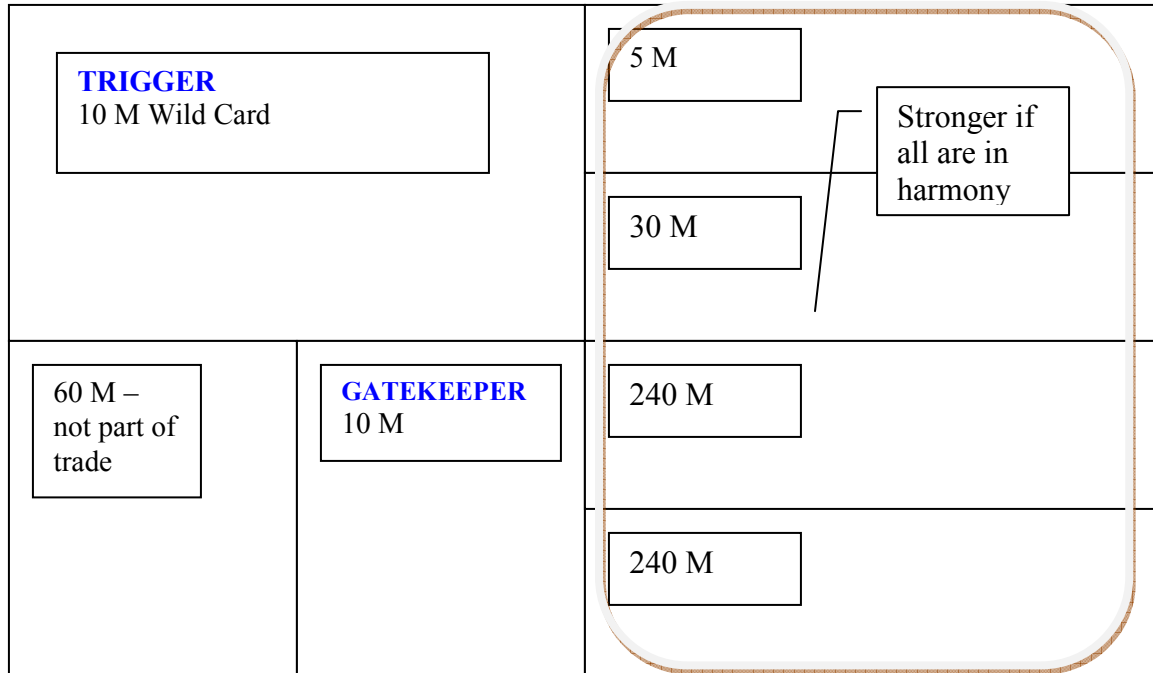 TRIGGER
10 M Wild Card
5 M
Stronger if
all are in
harmony
30 M
60 M –
not part of
trade
GATEKEEPER
10 M
240 M
240 M